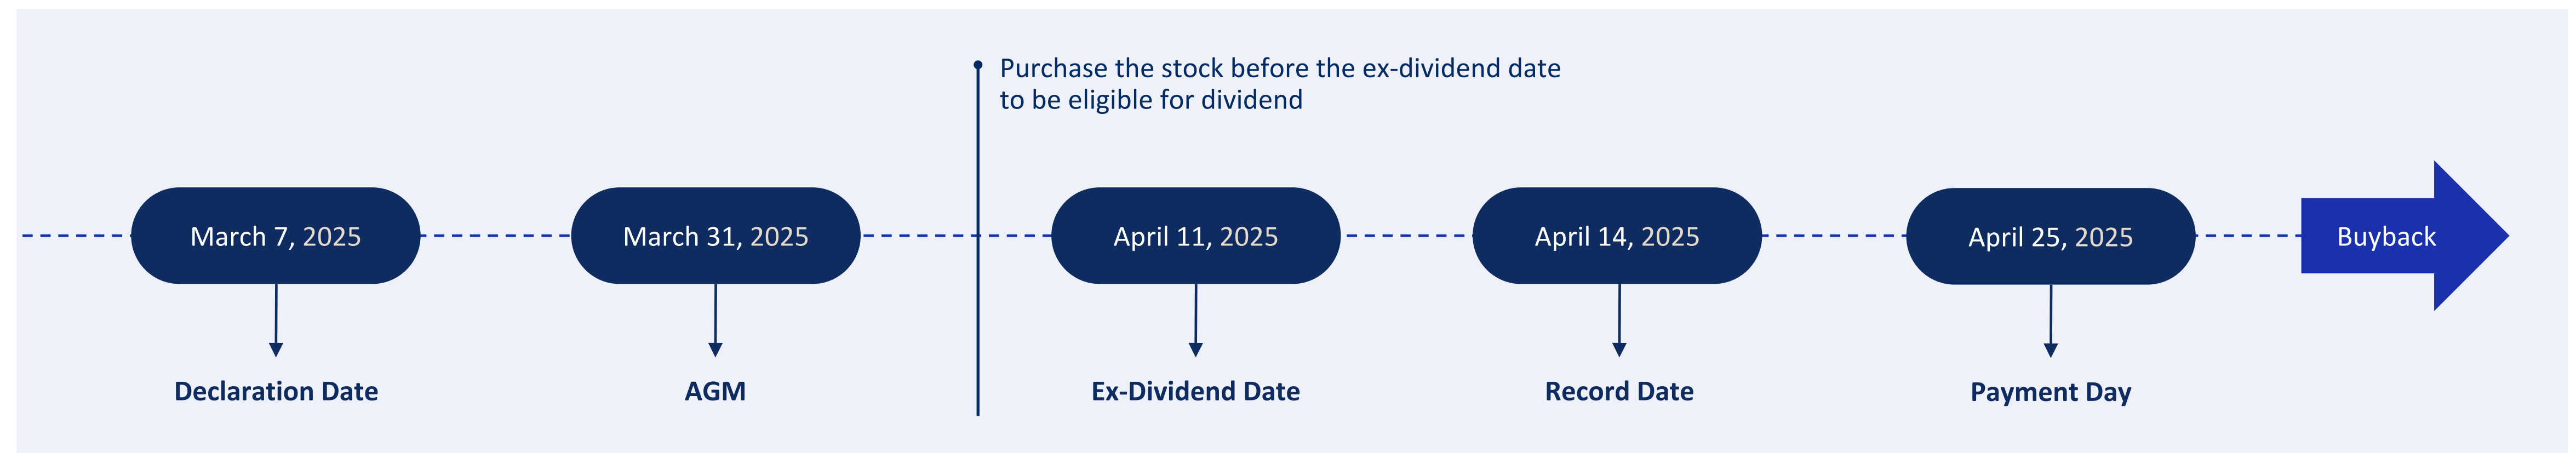 Purchase the stock before the ex-dividend date
to be eligible for dividend
March 7, 2025
March 31, 2025
April 11, 2025
April 14, 2025
April 25, 2025
Buyback
Declaration Date
AGM
Ex-Dividend Date
Record Date
Payment Day